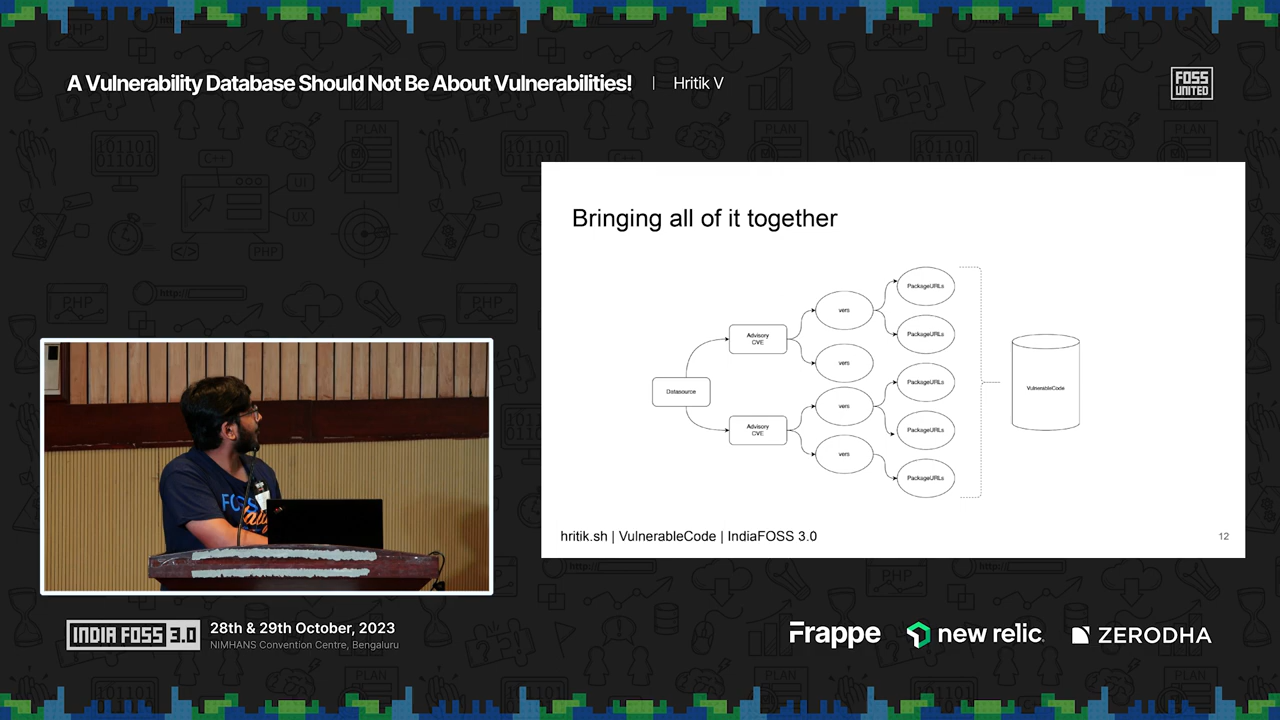 A Vulnerability Database Should Not Be About Vulnerabilities! | Hritik V
FOSS
UNITED
Bringing all of it together
Datasource
Advisory
CVE
Advisory
CVE
vers
vers
vers
vers
PackageURLs
PackageURLs
PackageURLs
PackageURLs
PackageURLs
VulnerableCode
hritik.sh | VulnerableCode | IndiaFOSS 3.0
12
INDIA FOSS 3.0
28th & 29th October, 2023
NIMHANS Convention Centre, Bengaluru
Frappe
new relic
ZERODHA